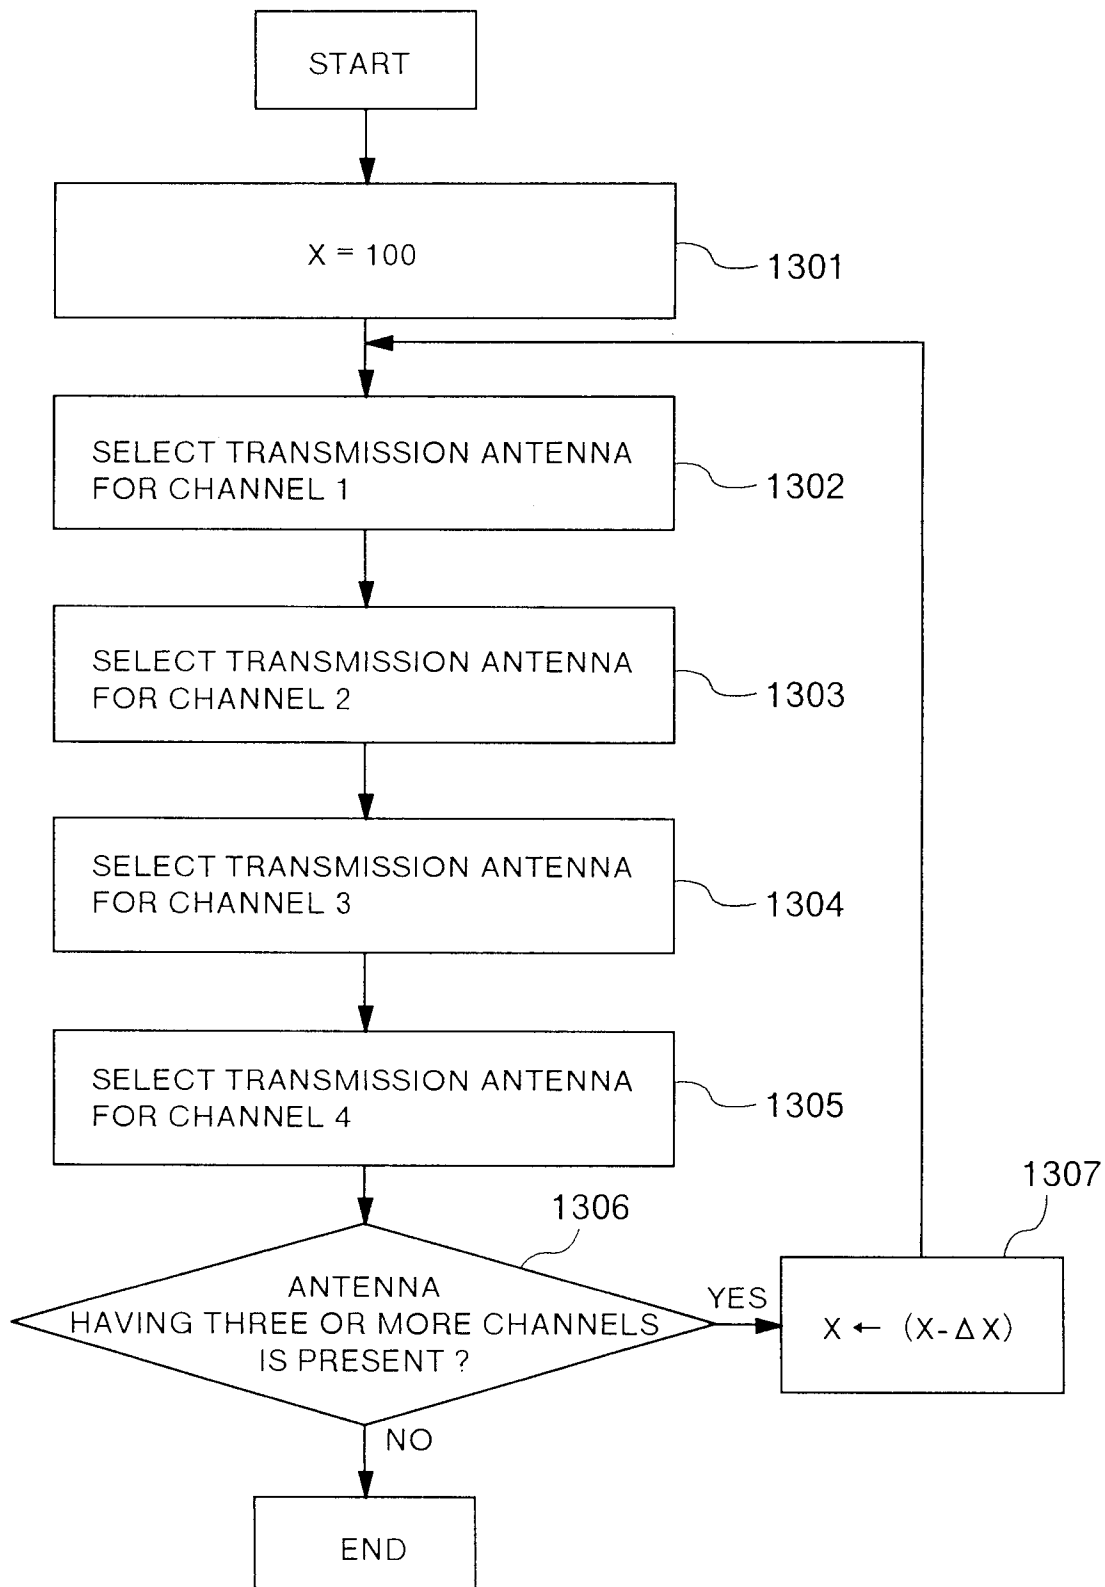 START
X = 100
1301
SELECT TRANSMISSION ANTENNA
FOR CHANNEL 1
1302
SELECT TRANSMISSION ANTENNA
FOR CHANNEL 2
1303
SELECT TRANSMISSION ANTENNA
FOR CHANNEL 3
1304
SELECT TRANSMISSION ANTENNA
FOR CHANNEL 4
1305
1306
ANTENNA
HAVING THREE OR MORE CHANNELS
IS PRESENT ?
YES
1307
X ← (X- Δ X)
NO
END